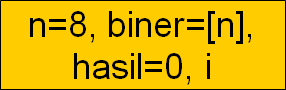 n=8, biner=[n],
hasil=0, i